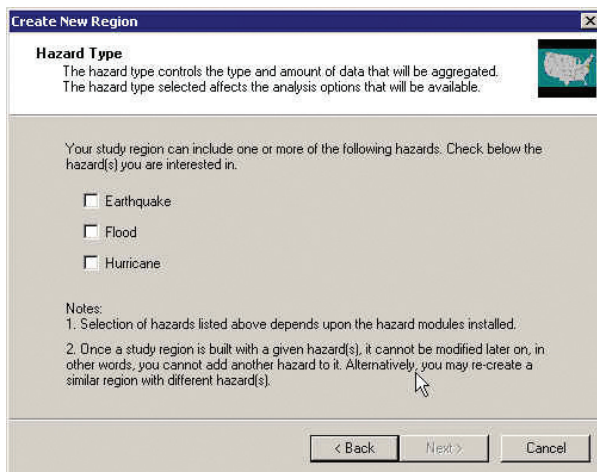 Create New Region
Hazard Type
The hazard type controls the type and amount of data that will be aggregated.
The hazard type selected affects the analysis options that will be available.
Your study region can include one or more of the following hazards. Check below the
hazard(s) you are interested in.
Earthquake
Flood
Hurricane
Notes:
1. Selection of hazards listed above depends upon the hazard modules installed.
2. Once a study region is built with a given hazard(s), it cannot be modified later on, in
other words, you cannot add another hazard to it. Alternatively, you may re-create a
similar region with different hazard(s).
< Back
Next >
Cancel